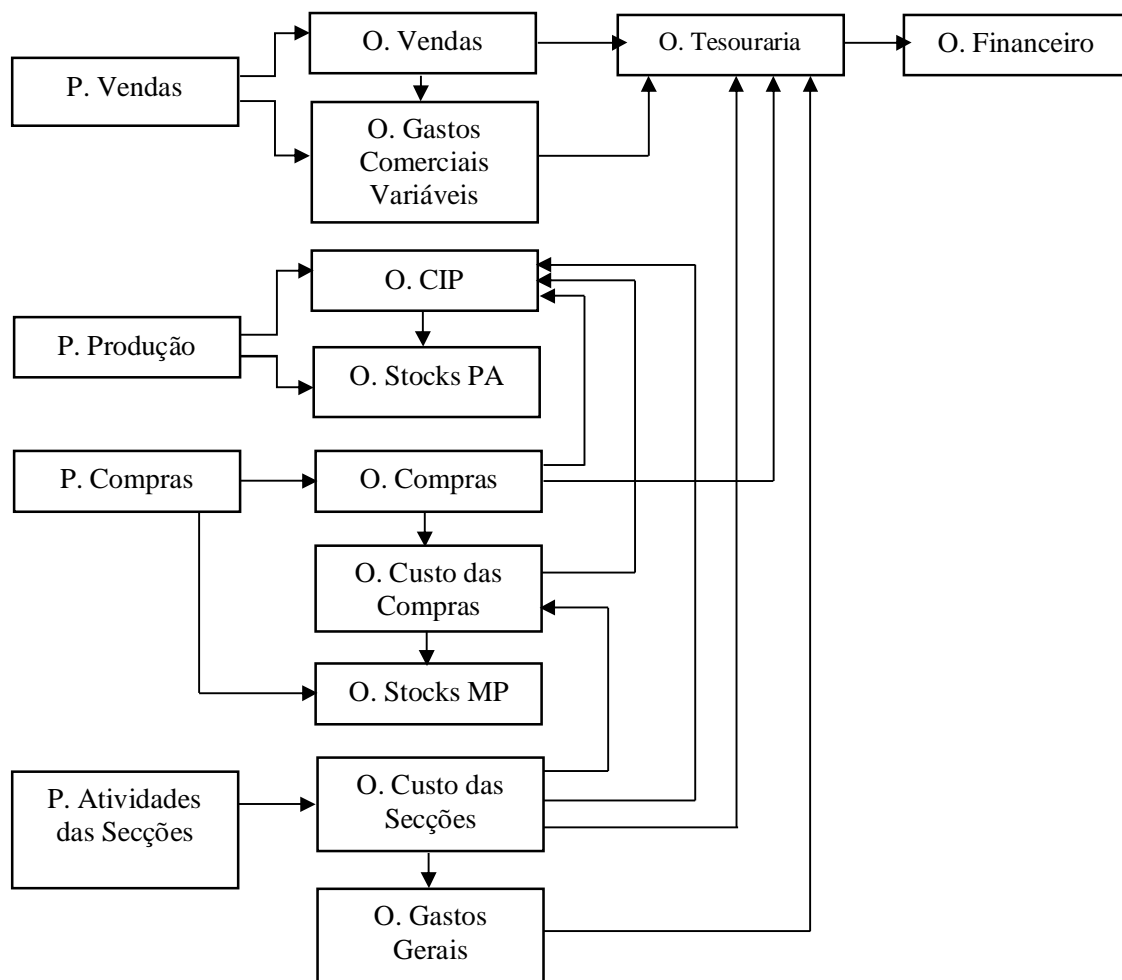 O. Vendas
O. Tesouraria
O. Financeiro
P. Vendas
O. Gastos
Comerciais
Variáveis
O. CIP
P. Produção
O. Stocks PA
P. Compras
O. Compras
O. Custo das
Compras
O. Stocks MP
P. Atividades
das Secções
O. Custo das
Secções
O. Gastos
Gerais